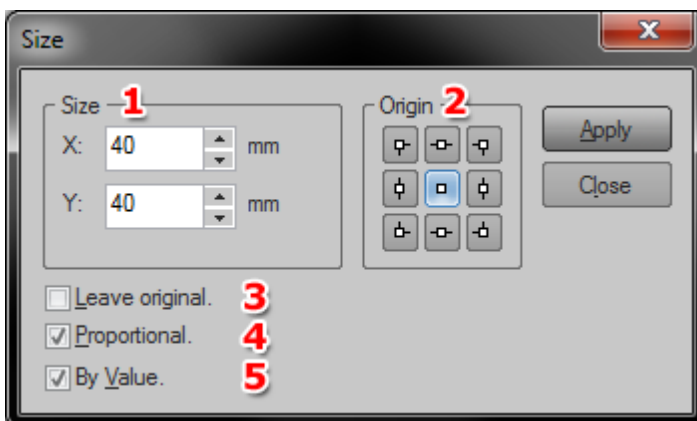 Size
x
Size 1
X: 40 mm
Y: 40 mm
Origin 2
Apply
Close
Leave original. 3
Proportional. 4
By Value. 5